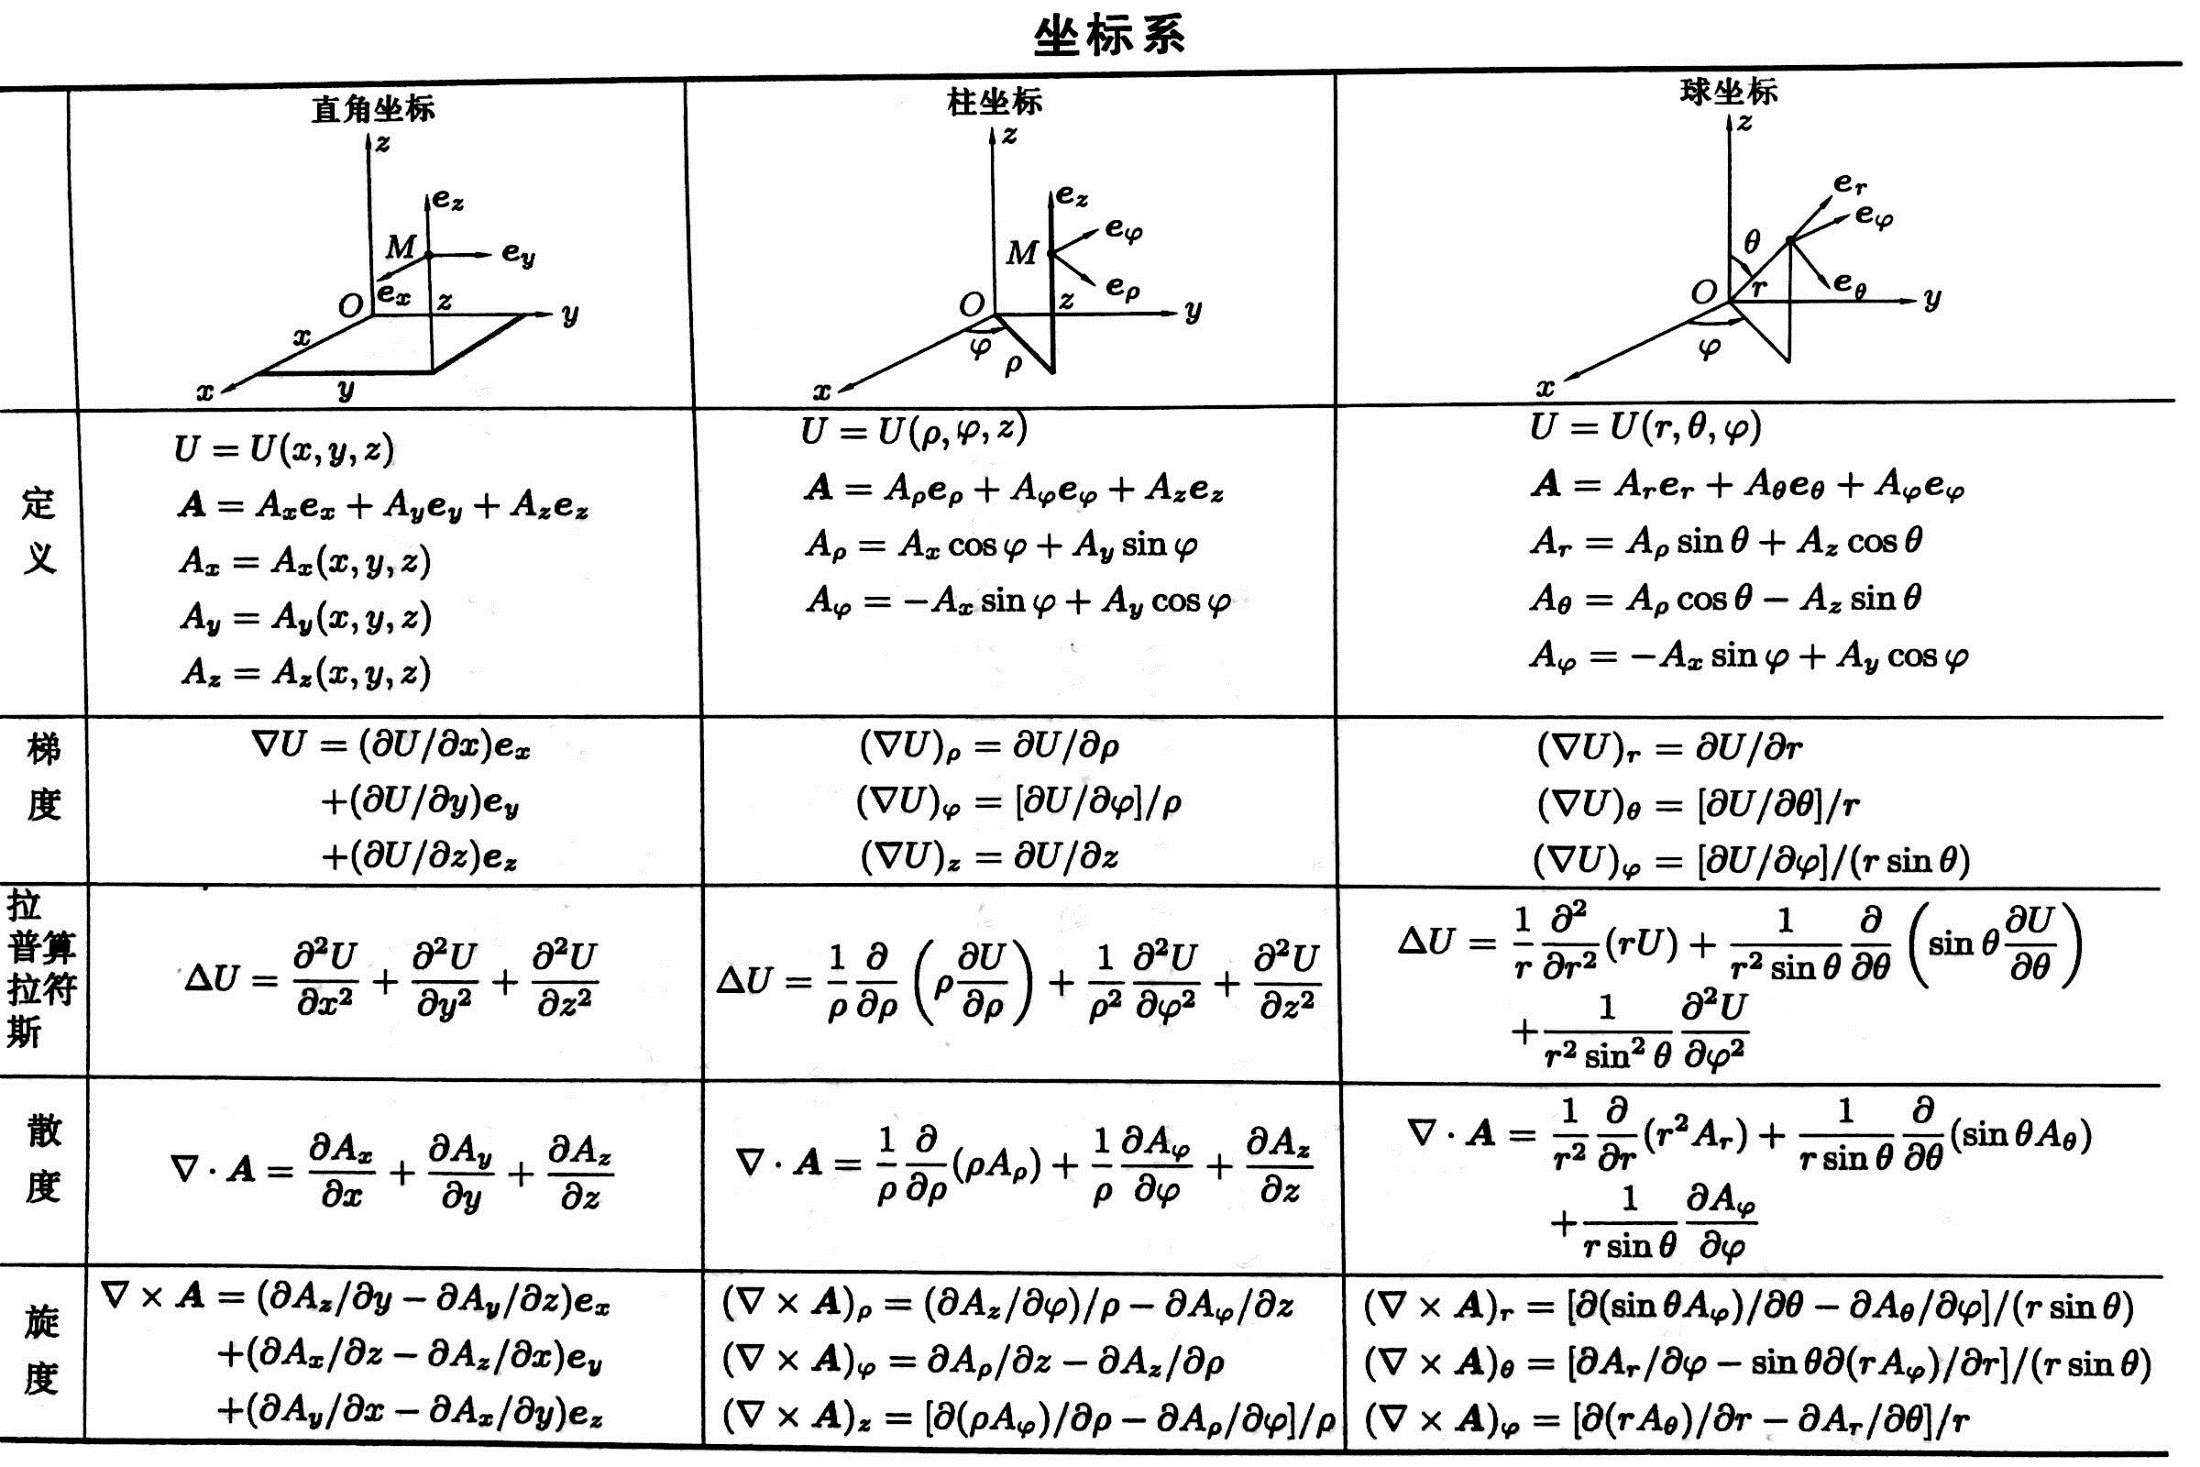 坐标系
直角坐标
z
e_z
M
e_y
e_x
O
z
y
x
y
x
柱坐标
z
e_z
e_φ
M
e_ρ
O
z
y
φ
ρ
x
球坐标
z
e_r
e_φ
θ
e_θ
O
r
y
φ
x
定义
U = U(x, y, z)
A = A_x e_x + A_y e_y + A_z e_z
A_x = A_x(x, y, z)
A_y = A_y(x, y, z)
A_z = A_z(x, y, z)
U = U(ρ, φ, z)
A = A_ρ e_ρ + A_φ e_φ + A_z e_z
A_ρ = A_x cos φ + A_y sin φ
A_φ = −A_x sin φ + A_y cos φ
U = U(r, θ, φ)
A = A_r e_r + A_θ e_θ + A_φ e_φ
A_r = A_ρ sin θ + A_z cos θ
A_θ = A_ρ cos θ − A_z sin θ
A_φ = −A_x sin φ + A_y cos φ
梯度
∇U = (∂U/∂x)e_x
+(∂U/∂y)e_y
+(∂U/∂z)e_z
(∇U)_ρ = ∂U/∂ρ
(∇U)_φ = [∂U/∂φ]/ρ
(∇U)_z = ∂U/∂z
(∇U)_r = ∂U/∂r
(∇U)_θ = [∂U/∂θ]/r
(∇U)_φ = [∂U/∂φ]/(r sin θ)
拉普拉斯算符
ΔU = ∂²U/∂x² + ∂²U/∂y² + ∂²U/∂z²
ΔU = 1/ρ ∂/∂ρ (ρ ∂U/∂ρ) + 1/ρ² ∂²U/∂φ² + ∂²U/∂z²
ΔU = 1/r ∂²/∂r² (rU) + 1/(r² sin θ) ∂/∂θ (sin θ ∂U/∂θ)
+ 1/(r² sin² θ) ∂²U/∂φ²
散度
∇ · A = ∂A_x/∂x + ∂A_y/∂y + ∂A_z/∂z
∇ · A = 1/ρ ∂/∂ρ (ρA_ρ) + 1/ρ ∂A_φ/∂φ + ∂A_z/∂z
∇ · A = 1/r² ∂/∂r (r² A_r) + 1/(r sin θ) ∂/∂θ (sin θA_θ)
+ 1/(r sin θ) ∂A_φ/∂φ
旋度
∇ × A = (∂A_z/∂y − ∂A_y/∂z)e_x
+(∂A_x/∂z − ∂A_z/∂x)e_y
+(∂A_y/∂x − ∂A_x/∂y)e_z
(∇ × A)_ρ = (∂A_z/∂φ)/ρ − ∂A_φ/∂z
(∇ × A)_φ = ∂A_ρ/∂z − ∂A_z/∂ρ
(∇ × A)_z = [∂(ρA_φ)/∂ρ − ∂A_ρ/∂φ]/ρ
(∇ × A)_r = [∂(sin θA_φ)/∂θ − ∂A_θ/∂φ]/(r sin θ)
(∇ × A)_θ = [∂A_r/∂φ − sin θ∂(rA_φ)/∂r]/(r sin θ)
(∇ × A)_φ = [∂(rA_θ)/∂r − ∂A_r/∂θ]/r